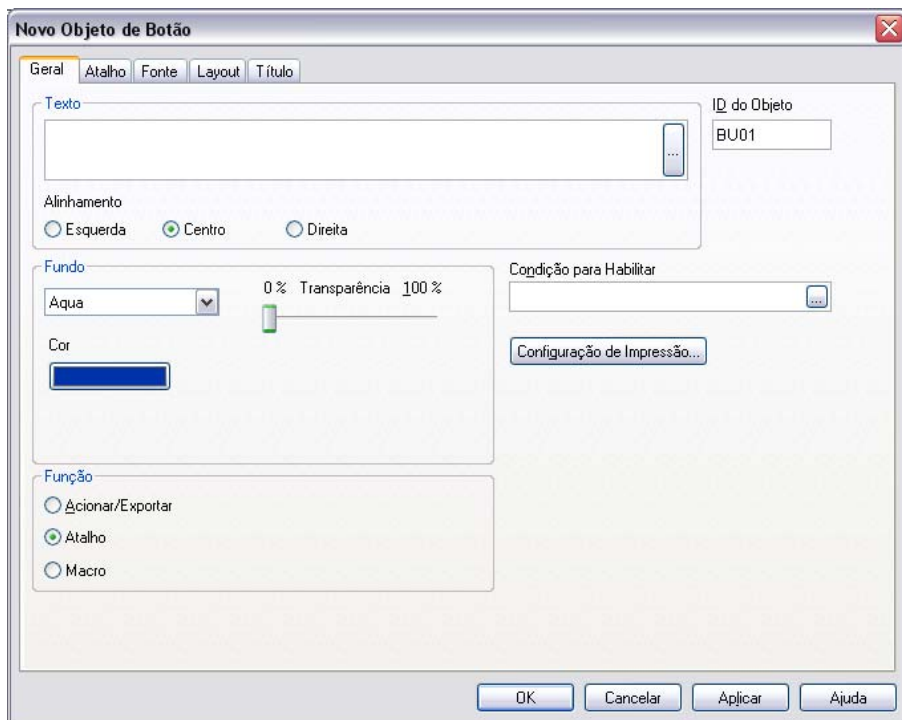 Novo Objeto de Botão
Geral Atalho Fonte Layout Título
Texto
ID do Objeto
...
BU01
Alinhamento
Esquerda Centro Direita
Fundo
Condição para Habilitar
0 % Transparência 100 %
Aqua
...
Cor
Configuração de Impressão...
Função
Acionar/Exportar
Atalho
Macro
OK Cancelar Aplicar Ajuda